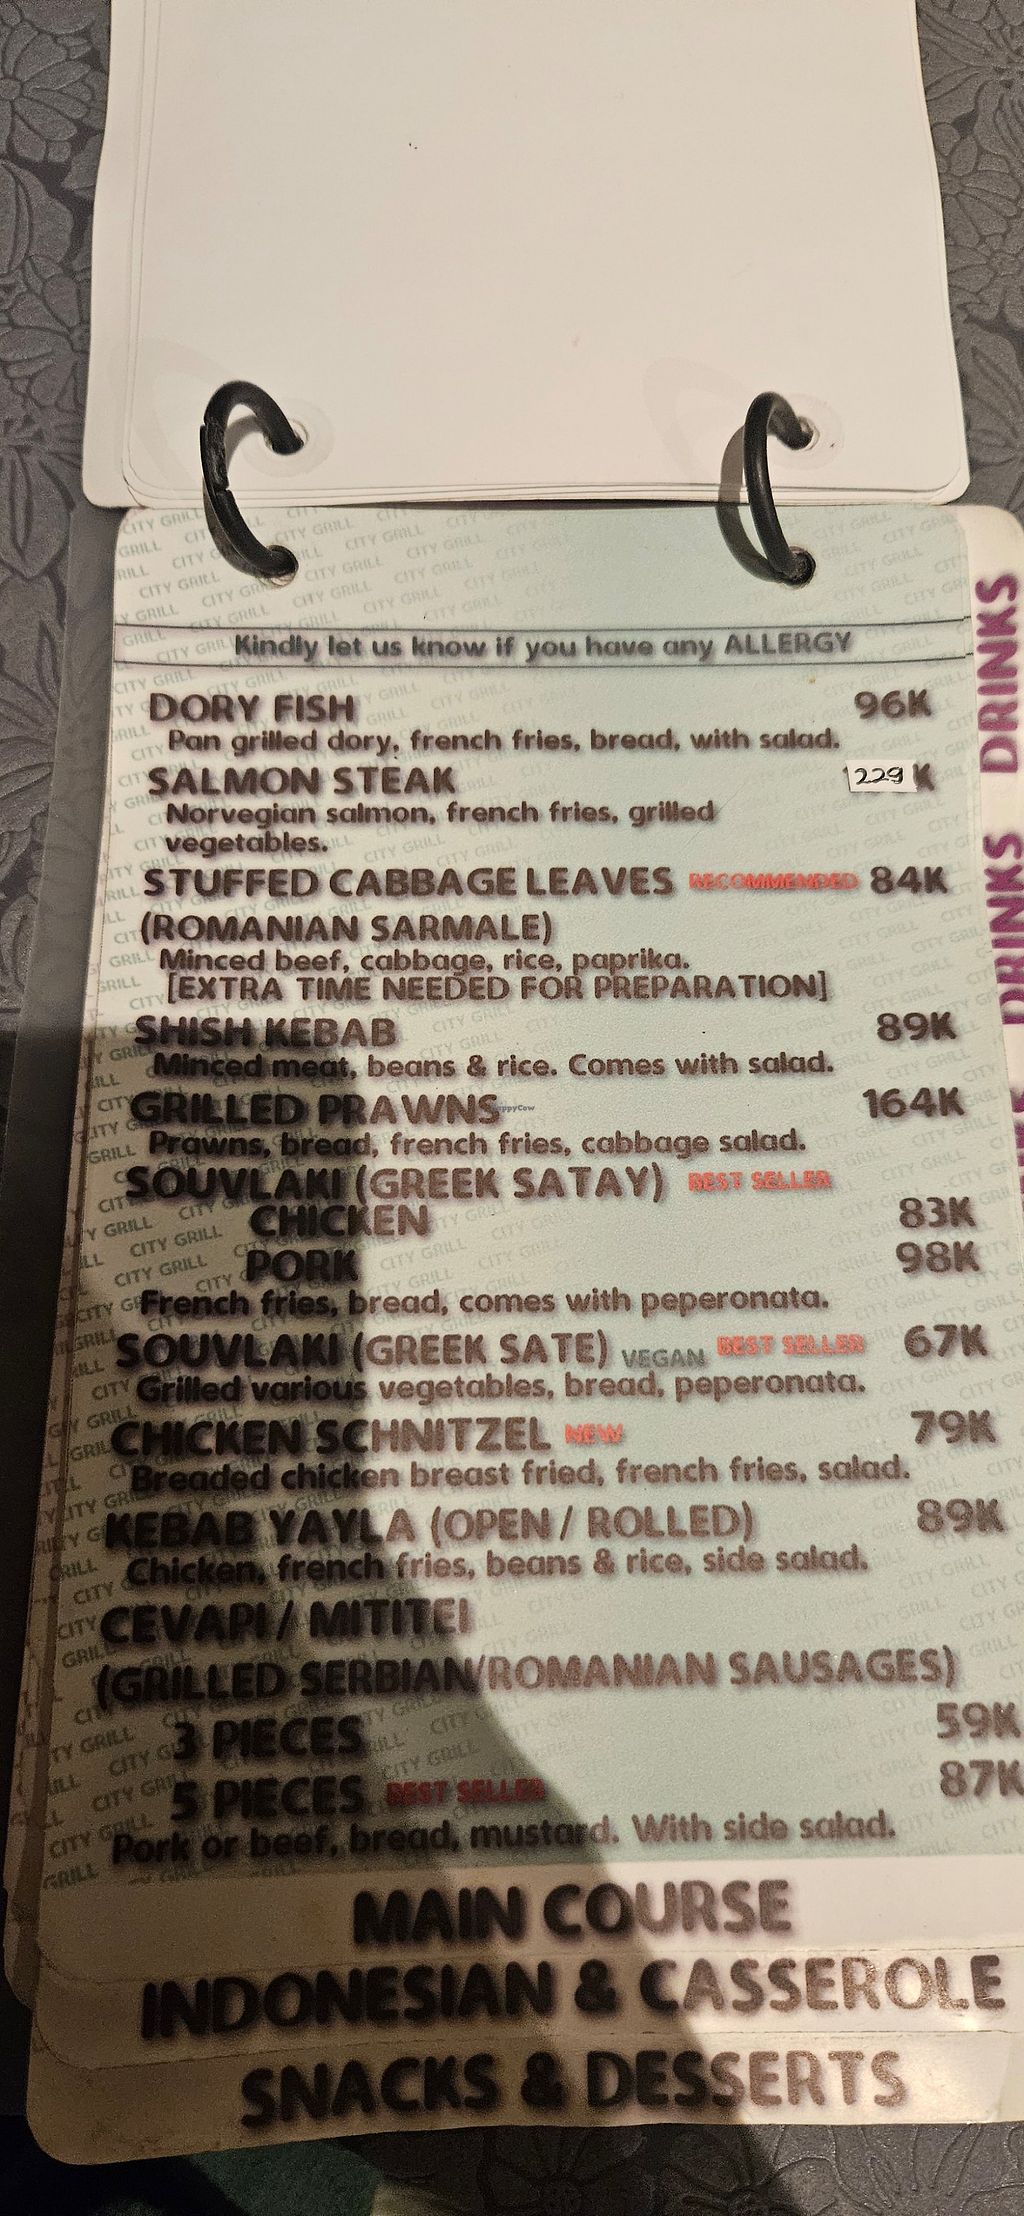 Kindly let us know if you have any ALLERGY
DORY FISH 96K
Pan grilled dory, french fries, bread, with salad.
SALMON STEAK 229 K
Norvegian salmon, french fries, grilled
vegetables.
STUFFED CABBAGE LEAVES RECOMMENDED 84K
(ROMANIAN SARMALE)
Minced beef, cabbage, rice, paprika.
[EXTRA TIME NEEDED FOR PREPARATION]
SHISH KEBAB 89K
Minced meat, beans & rice. Comes with salad.
GRILLED PRAWNS 164K
Prawns, bread, french fries, cabbage salad.
SOUVLAKI (GREEK SATAY) BEST SELLER
CHICKEN 83K
PORK 98K
French fries, bread, comes with peperonata.
SOUVLAKI (GREEK SATE) VEGAN BEST SELLER 67K
Grilled various vegetables, bread, peperonata.
CHICKEN SCHNITZEL NEW 79K
Breaded chicken breast fried, french fries, salad.
KEBAB YAYLA (OPEN / ROLLED) 89K
Chicken, french fries, beans & rice, side salad.
CEVAPI / MITITEI
(GRILLED SERBIAN/ROMANIAN SAUSAGES)
3 PIECES 59K
5 PIECES BEST SELLER 87K
Pork or beef, bread, mustard. With side salad.
MAIN COURSE
INDONESIAN & CASSEROLE
SNACKS & DESSERTS
DRINKS
DRINKS
CITY GRILL
HappyCow